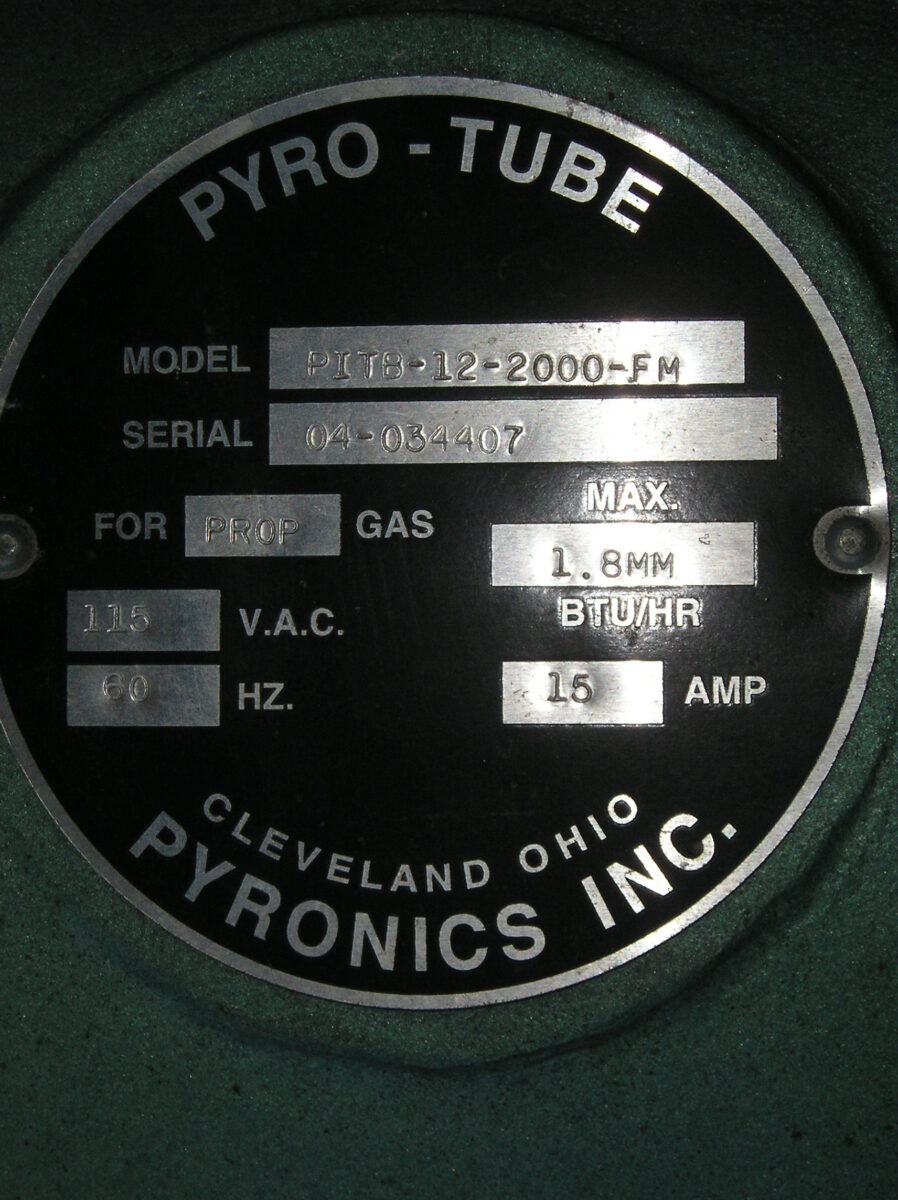 PYRO-TUBE
MODEL PITB-12-2000-FM
SERIAL 04-034407
FOR PROP GAS
MAX.
1.8MM
BTU/HR
115 V.A.C.
60 HZ.
15 AMP
CLEVELAND OHIO
PYRONICS INC.